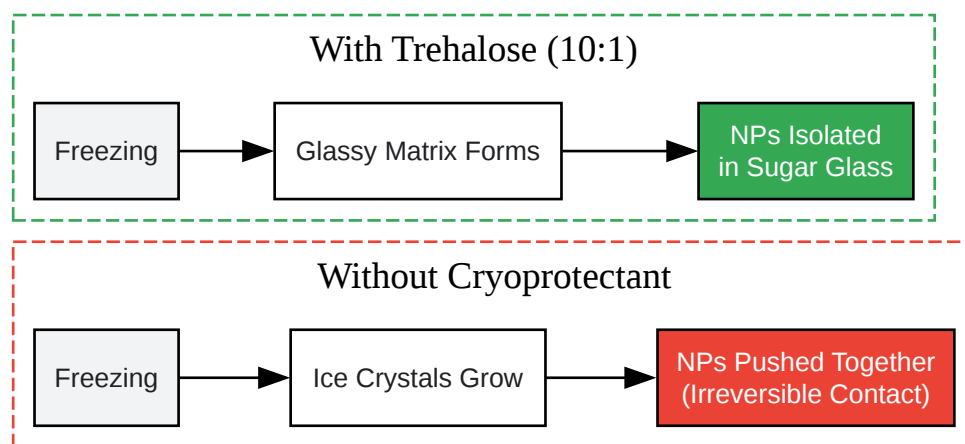 With Trehalose (10:1)
Freezing
Glassy Matrix Forms
NPs Isolated
in Sugar Glass
Without Cryoprotectant
Freezing
Ice Crystals Grow
NPs Pushed Together
(Irreversible Contact)